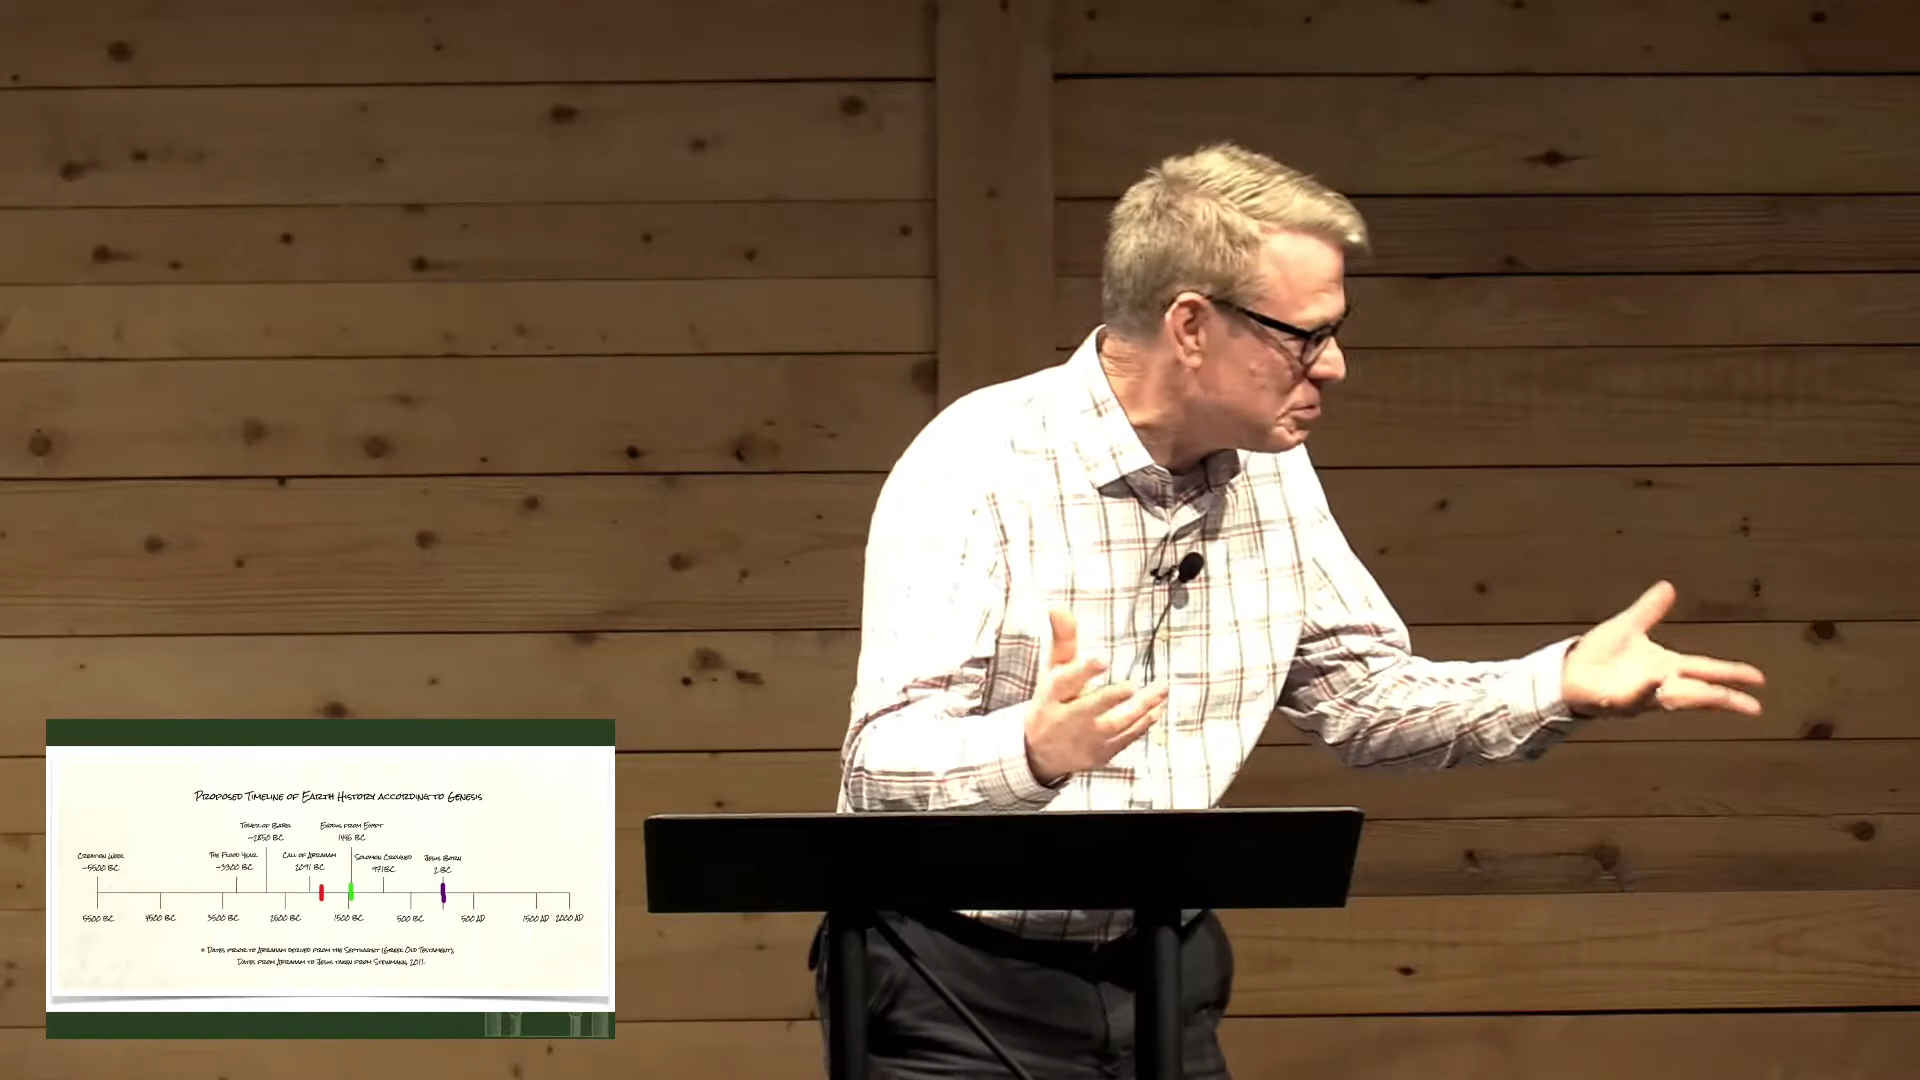 Proposed Timeline of Earth History according to Genesis
Tower of Babel
~2850 BC
Exodus from Egypt
1446 BC
Creation Week
~5500 BC
The Flood Year
~3300 BC
Call of Abraham
2091 BC
Solomon Crowned
971 BC
Jesus Born
2 BC
5500 BC
4500 BC
3500 BC
2500 BC
1500 BC
500 BC
500 AD
1500 AD
2000 AD
* Dates prior to Abraham derived from the Septuagint (Greek Old Testament);
Dates from Abraham to Jesus taken from Steinmann, 2011.